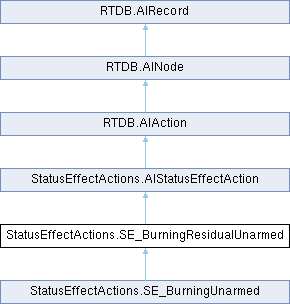 RTDB.AIRecord
RTDB.AINode
RTDB.AIAction
StatusEffectActions.AIStatusEffectAction
StatusEffectActions.SE_BurningResidualUnarmed
StatusEffectActions.SE_BurningUnarmed